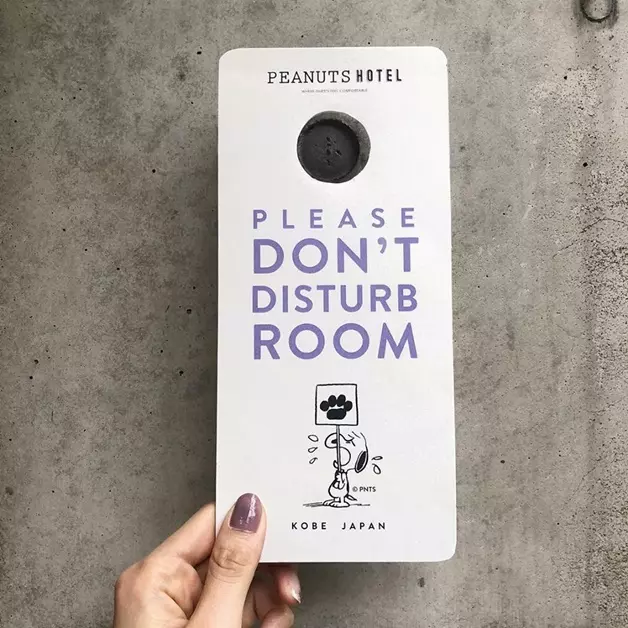 PEANUTS HOTEL
PLEASE
DON'T
DISTURB
ROOM
© PNTS
KOBE JAPAN